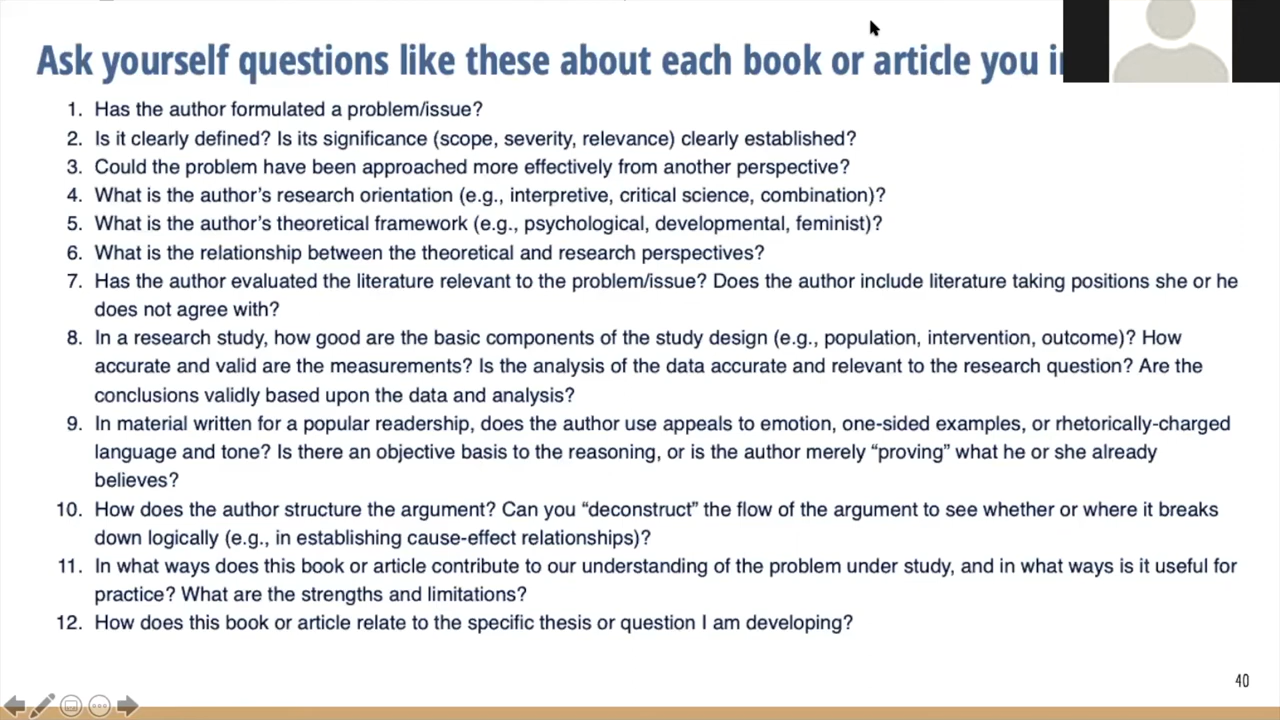 Ask yourself questions like these about each book or article you
1. Has the author formulated a problem/issue?
2. Is it clearly defined? Is its significance (scope, severity, relevance) clearly established?
3. Could the problem have been approached more effectively from another perspective?
4. What is the author’s research orientation (e.g., interpretive, critical science, combination)?
5. What is the author’s theoretical framework (e.g., psychological, developmental, feminist)?
6. What is the relationship between the theoretical and research perspectives?
7. Has the author evaluated the literature relevant to the problem/issue? Does the author include literature taking positions she or he
does not agree with?
8. In a research study, how good are the basic components of the study design (e.g., population, intervention, outcome)? How
accurate and valid are the measurements? Is the analysis of the data accurate and relevant to the research question? Are the
conclusions validly based upon the data and analysis?
9. In material written for a popular readership, does the author use appeals to emotion, one-sided examples, or rhetorically-charged
language and tone? Is there an objective basis to the reasoning, or is the author merely “proving” what he or she already
believes?
10. How does the author structure the argument? Can you “deconstruct” the flow of the argument to see whether or where it breaks
down logically (e.g., in establishing cause-effect relationships)?
11. In what ways does this book or article contribute to our understanding of the problem under study, and in what ways is it useful for
practice? What are the strengths and limitations?
12. How does this book or article relate to the specific thesis or question I am developing?
40